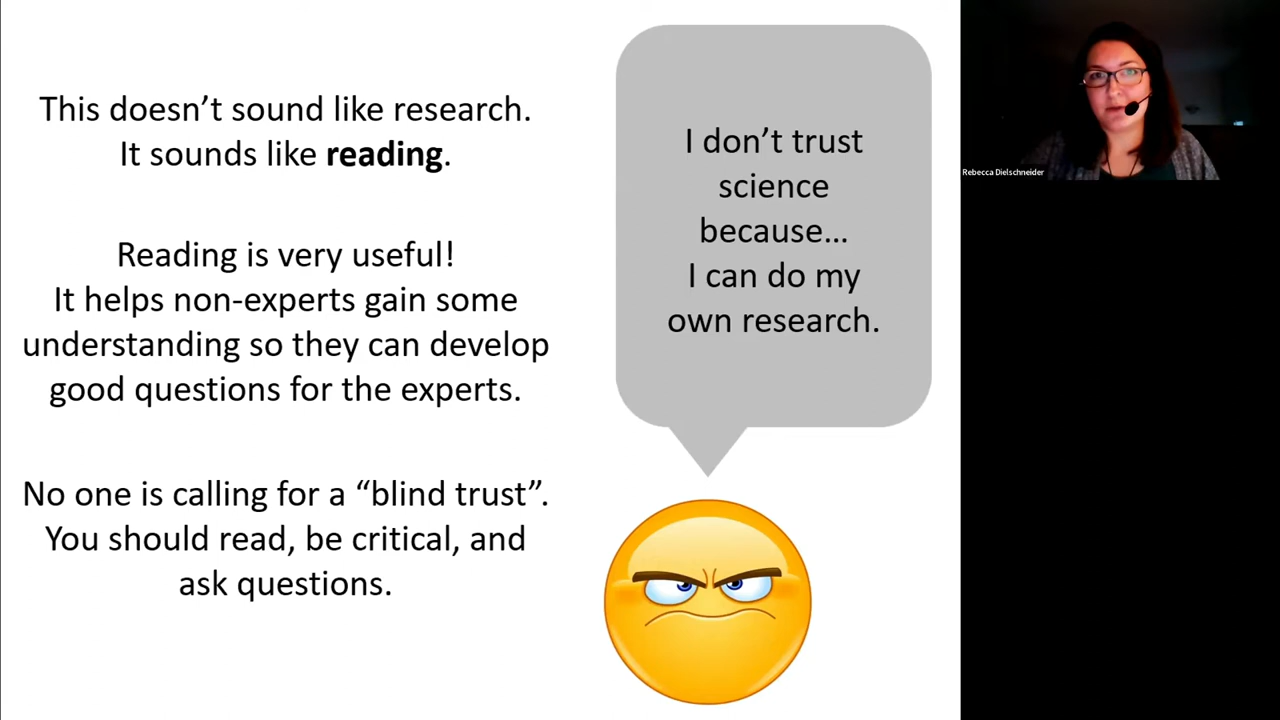 This doesn’t sound like research.
It sounds like reading.
Reading is very useful!
It helps non-experts gain some
understanding so they can develop
good questions for the experts.
No one is calling for a “blind trust”.
You should read, be critical, and
ask questions.
I don’t trust
science
because…
I can do my
own research.
Rebecca Dielschneider